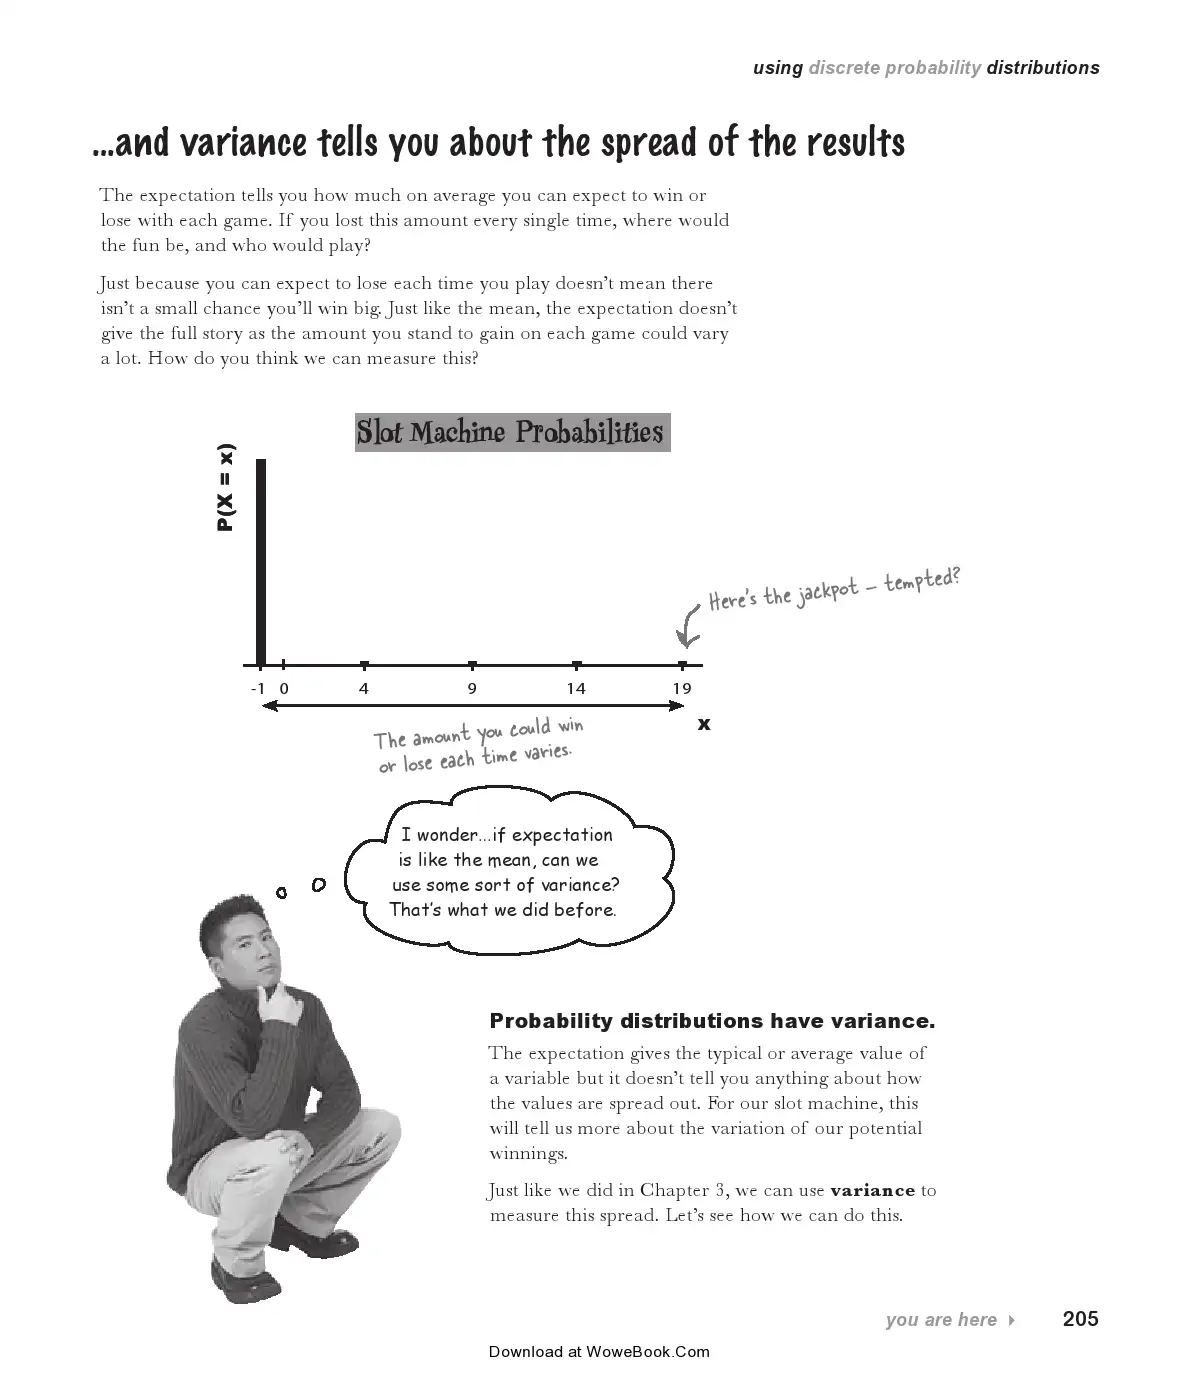 using discrete probability distributions
...and variance tells you about the spread of the results
The expectation tells you how much on average you can expect to win or
lose with each game. If you lost this amount every single time, where would
the fun be, and who would play?
Just because you can expect to lose each time you play doesn’t mean there
isn’t a small chance you’ll win big. Just like the mean, the expectation doesn’t
give the full story as the amount you stand to gain on each game could vary
a lot. How do you think we can measure this?
Slot Machine Probabilities
P(X = x)
Here's the jackpot – tempted?
-1 0 4 9 14 19
x
The amount you could win
or lose each time varies.
I wonder...if expectation
is like the mean, can we
use some sort of variance?
That's what we did before.
Probability distributions have variance.
The expectation gives the typical or average value of
a variable but it doesn’t tell you anything about how
the values are spread out. For our slot machine, this
will tell us more about the variation of our potential
winnings.
Just like we did in Chapter 3, we can use variance to
measure this spread. Let’s see how we can do this.
you are here 205
Download at WoweBook.Com